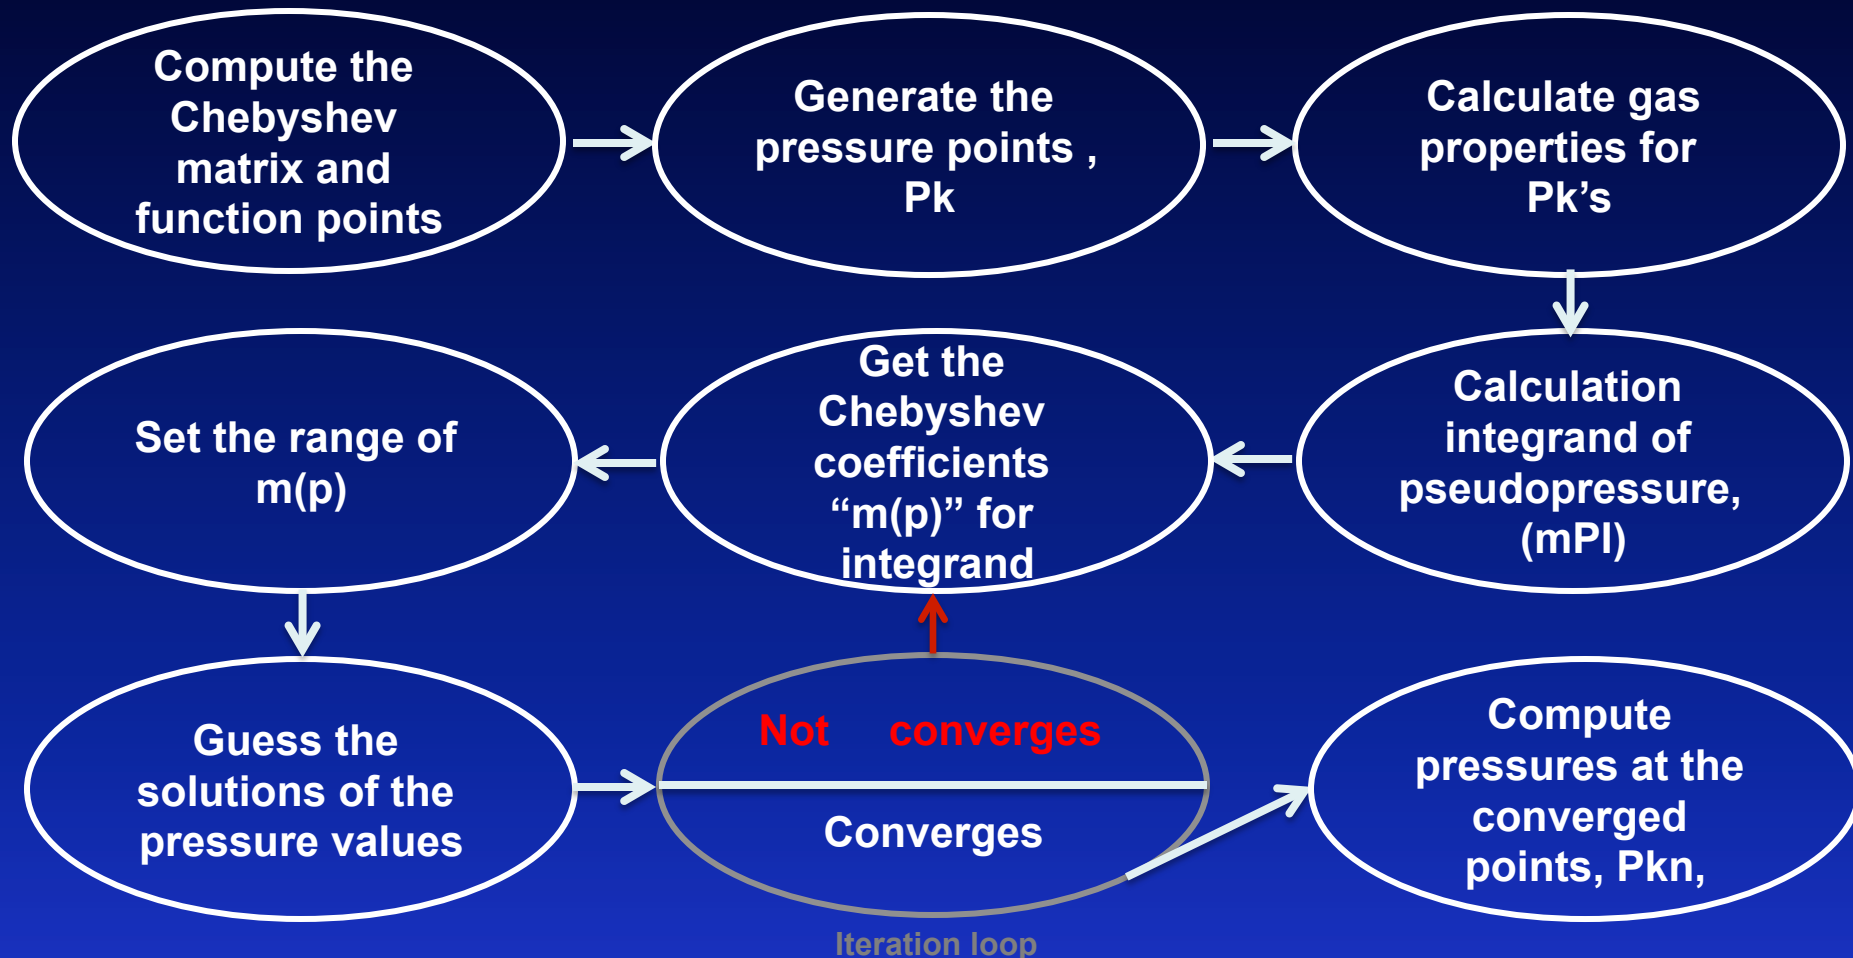 Compute the
Chebyshev
matrix and
function points
Generate the
pressure points ,
Pk
Calculate gas
properties for
Pk’s
Set the range of
m(p)
Get the
Chebyshev
coefficients
“m(p)” for
integrand
Calculation
integrand of
pseudopressure,
(mPI)
Guess the
solutions of the
pressure values
Not converges
Converges
Compute
pressures at the
converged
points, Pkn,
Iteration loop